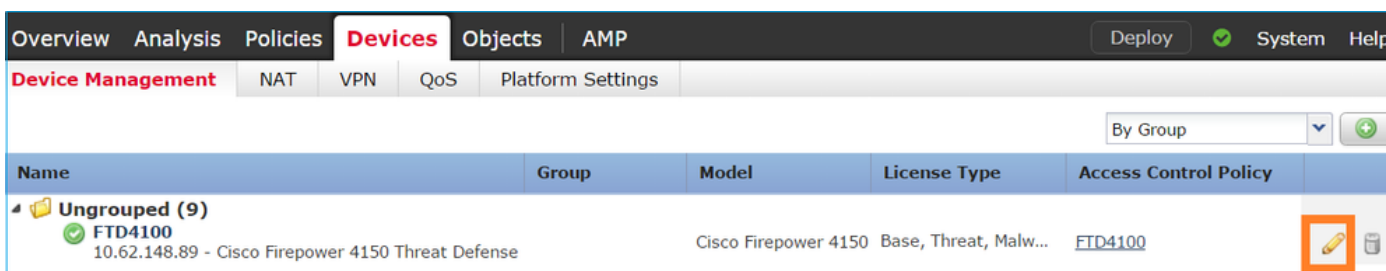 Overview Analysis Policies Devices Objects AMP Deploy System Help
Device Management NAT VPN QoS Platform Settings
By Group
Name Group Model License Type Access Control Policy
Ungrouped (9)
FTD4100
10.62.148.89 - Cisco Firepower 4150 Threat Defense Cisco Firepower 4150 Base, Threat, Malw... FTD4100